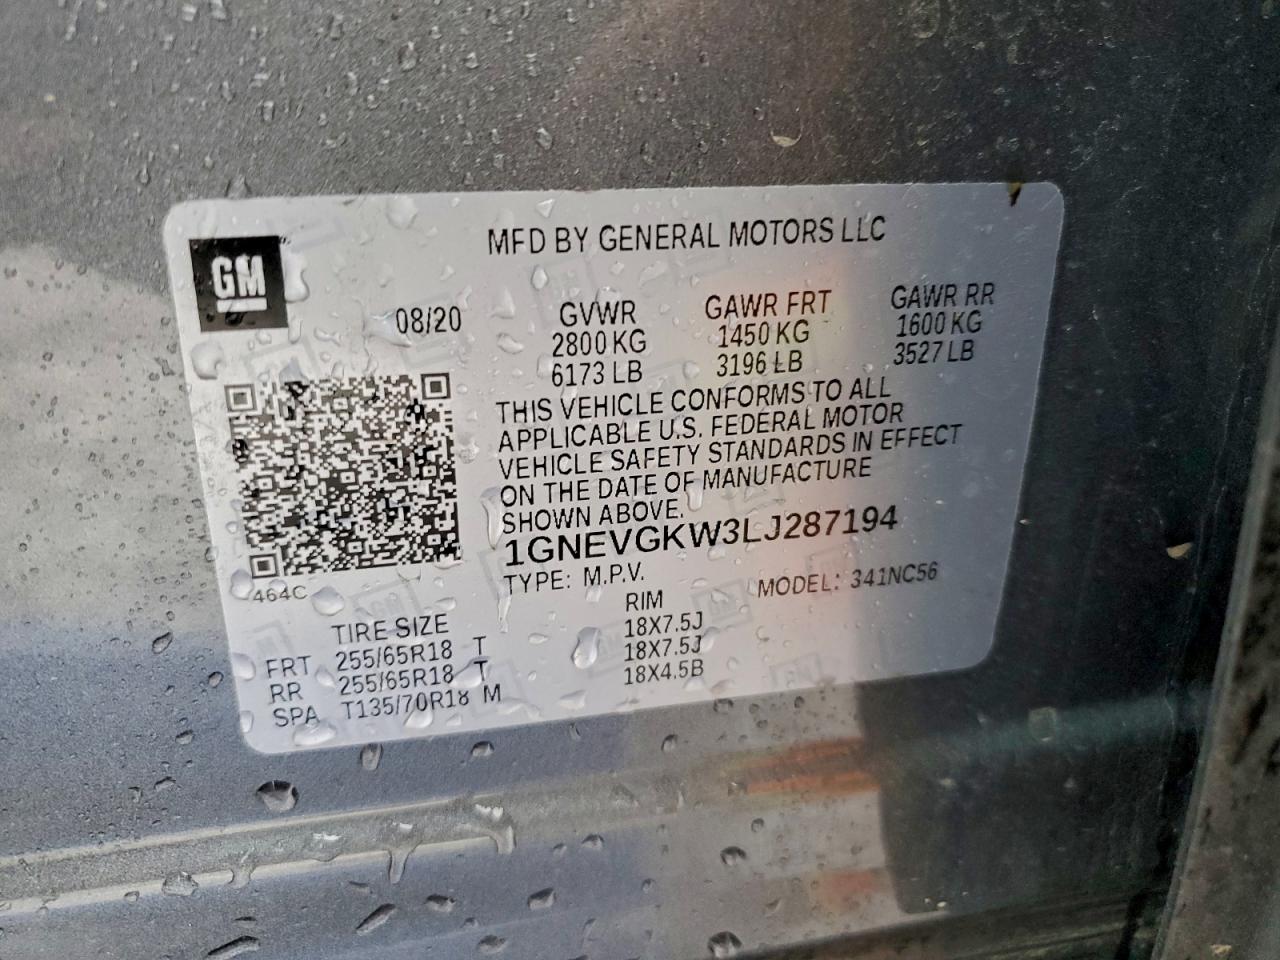 GM
MFD BY GENERAL MOTORS LLC
08/20
GVWR
2800 KG
6173 LB
GAWR FRT
1450 KG
3196 LB
GAWR RR
1600 KG
3527 LB
THIS VEHICLE CONFORMS TO ALL
APPLICABLE U.S. FEDERAL MOTOR
VEHICLE SAFETY STANDARDS IN EFFECT
ON THE DATE OF MANUFACTURE
SHOWN ABOVE.
1GNEVGKW3LJ287194
TYPE: M.P.V.
MODEL: 341NC56
464C
TIRE SIZE
RIM
FRT 255/65R18 T 18X7.5J
RR 255/65R18 T 18X7.5J
SPA T135/70R18 M 18X4.5B